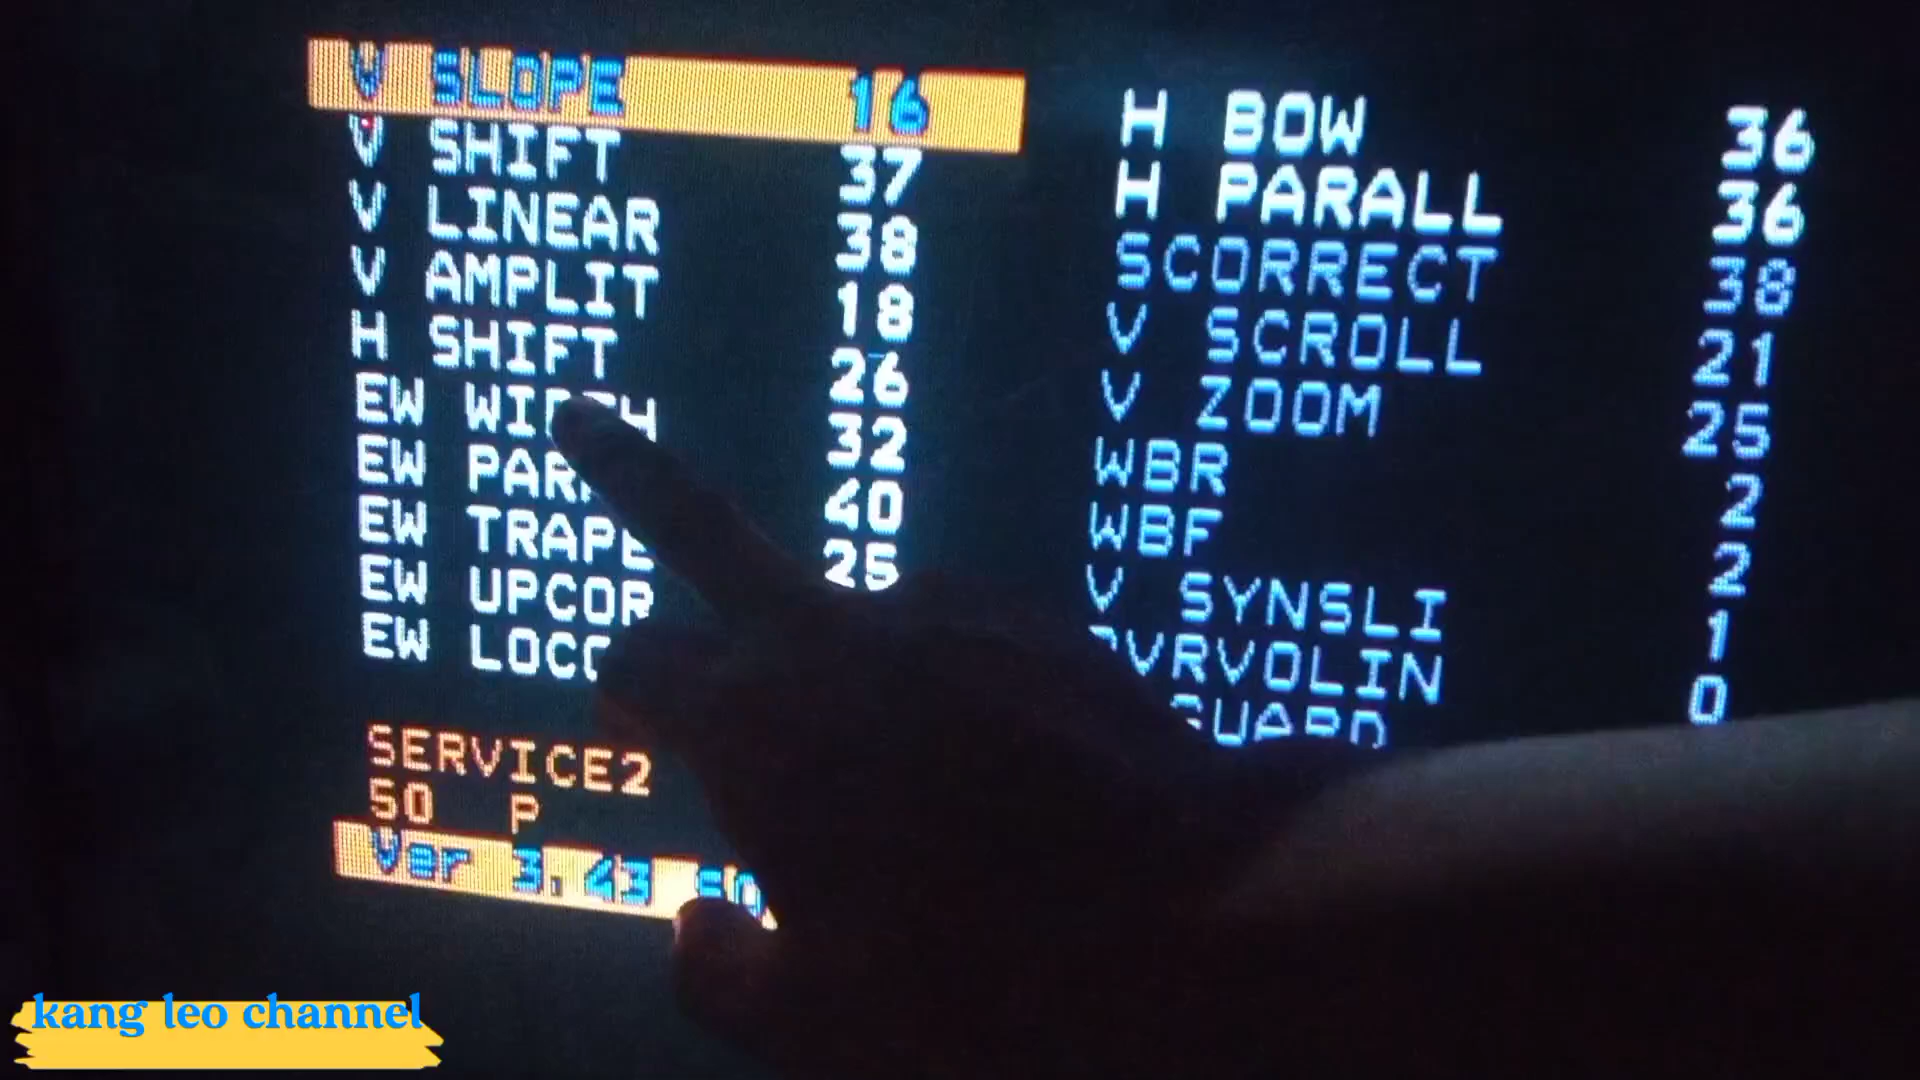 V SLOPE 16
V SHIFT 37
V LINEAR 38
V AMPLIT 18
H SHIFT 26
EW 32
EW 40
EW 25
EW UPCOR
EW
SERVICE2
50 P
Ver 3.43
H BOW 36
H PARALL 36
SCORRECT 38
V SCROLL 21
V ZOOM 25
WBR 2
WBF 2
V SYNSLI 1
0
kang leo channel